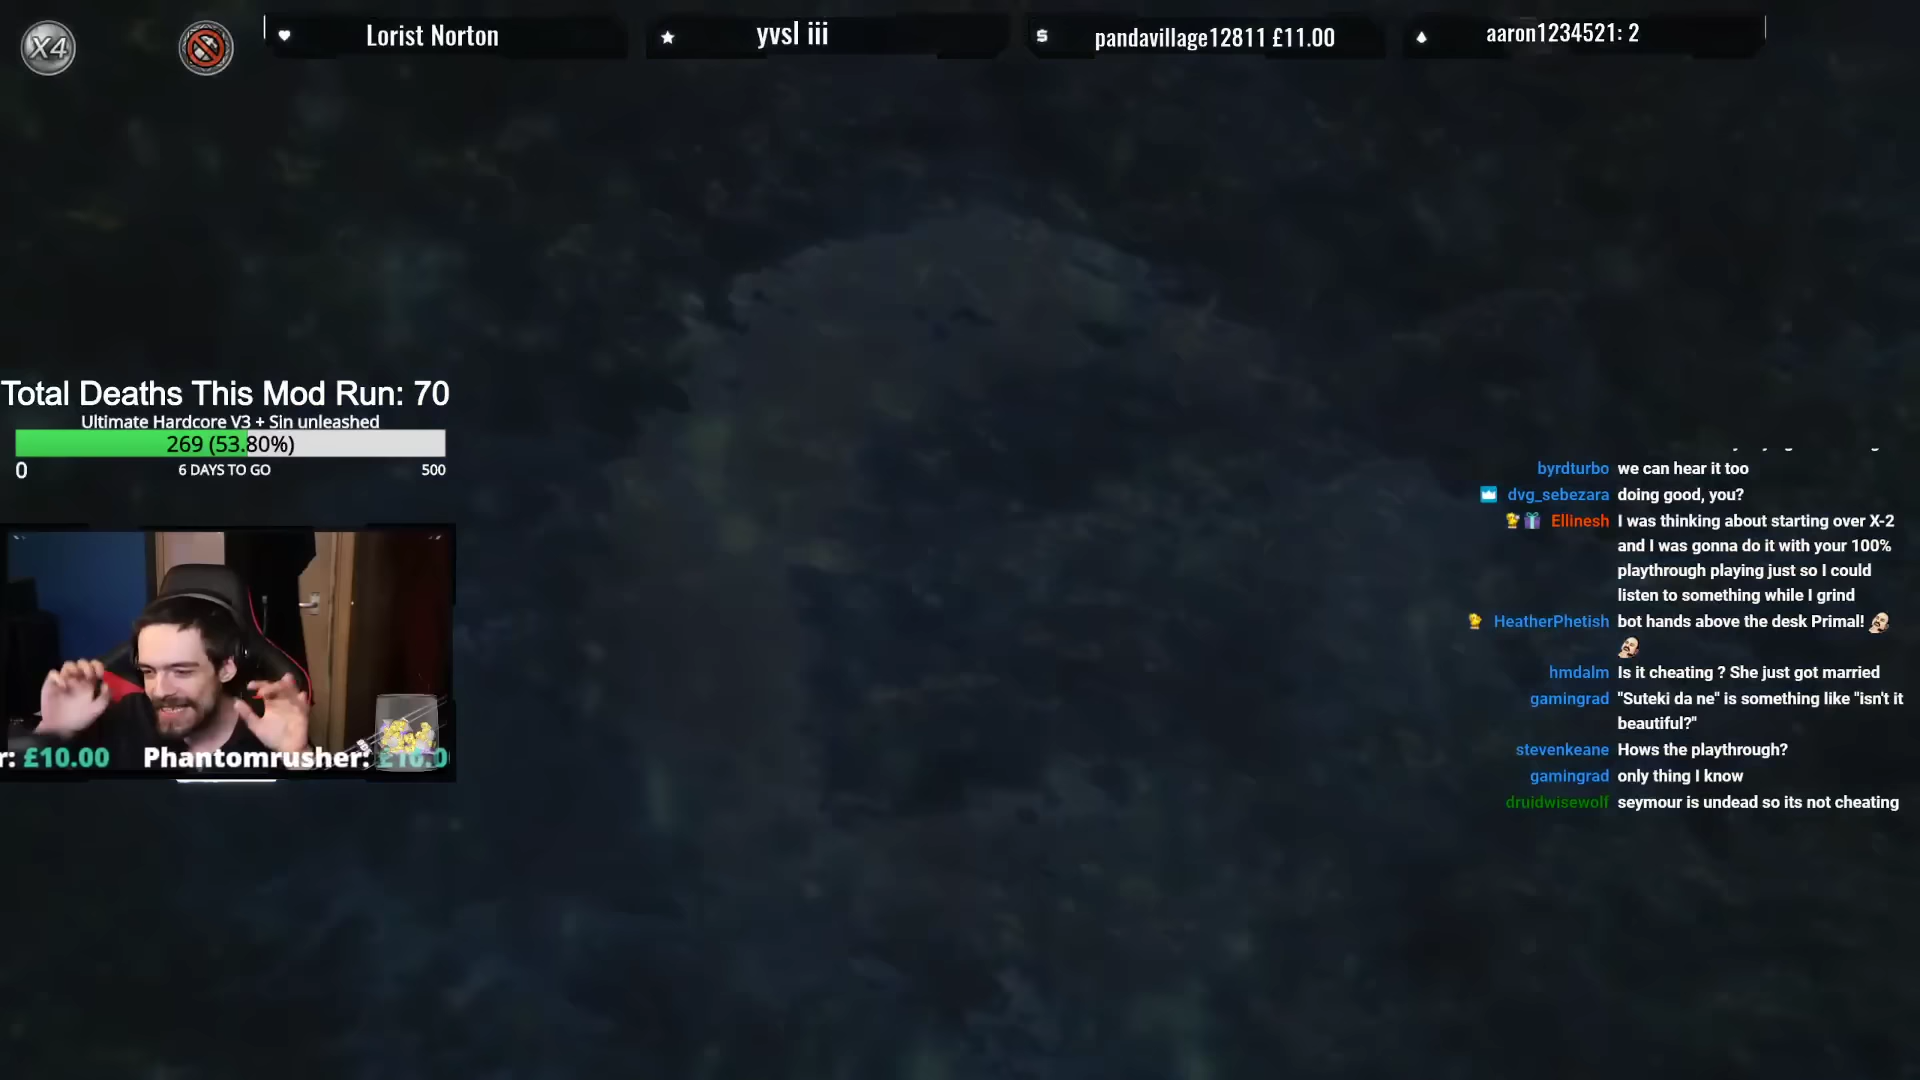 X4
Lorist Norton
yvsl iii
pandavillage12811 £11.00
aaron1234521: 2
Total Deaths This Mod Run: 70
Ultimate Hardcore V3 + Sin unleashed
269 (53.80%)
0 6 DAYS TO GO 500
r: £10.00 Phantomrusher:
byrdturbo we can hear it too
dvg_sebezara doing good, you?
Ellinesh I was thinking about starting over X-2
and I was gonna do it with your 100%
playthrough playing just so I could
listen to something while I grind
HeatherPhetish bot hands above the desk Primal!
hmdalm Is it cheating ? She just got married
gamingrad "Suteki da ne" is something like "isn't it
beautiful?"
stevenkeane Hows the playthrough?
gamingrad only thing I know
druidwisewolf seymour is undead so its not cheating